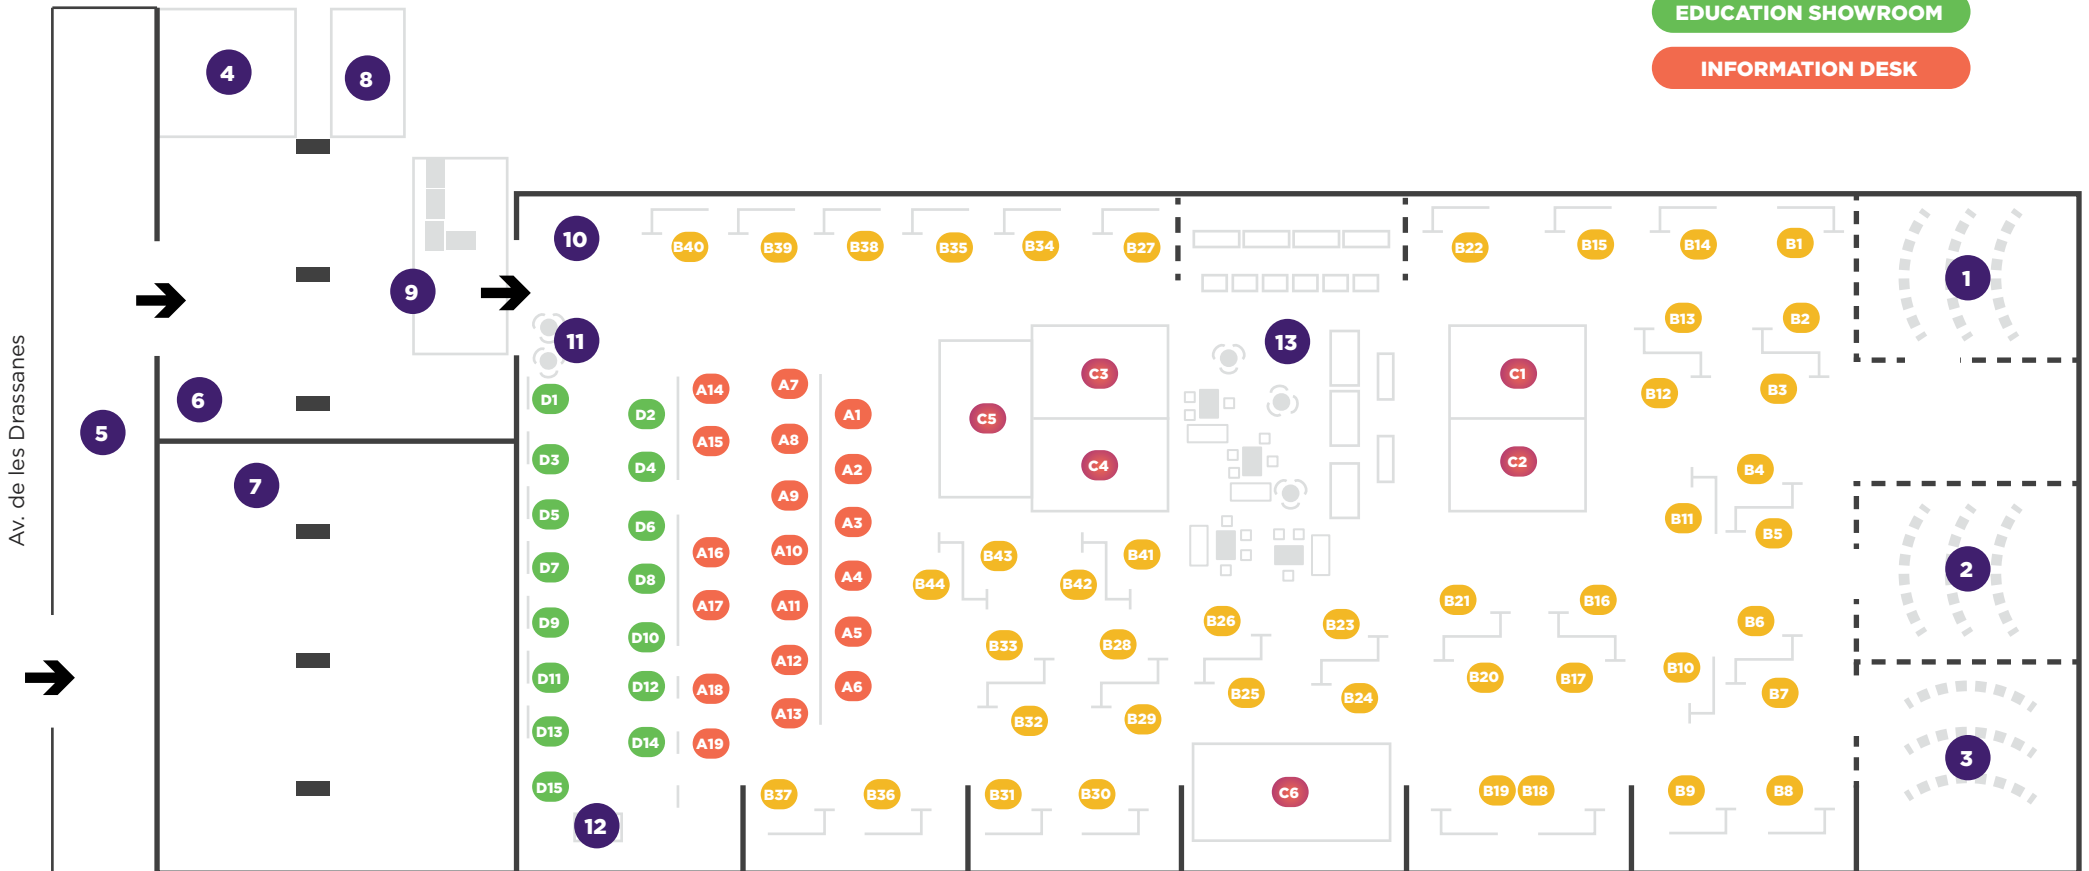 EDUCATION SHOWROOM
INFORMATION DESK
4
8
10
B40
B39
B38
B35
B34
B27
B22
B15
B14
B1
9
1
11
13
B13
B2
6
5
7
Av. de les Drassanes
D1
D2
A14
A7
A1
C3
C5
C4
C1
C2
B12
B3
D3
D4
A15
A8
A2
B4
D5
D6
A9
A3
B11
B5
D7
D8
A16
A10
A4
B44
B43
B42
B41
2
D9
D10
A17
A11
A5
B33
B28
B26
B23
B21
B16
B6
D11
D12
A18
A12
A6
B32
B29
B25
B24
B20
B17
B10
B7
D13
D14
A19
A13
3
D15
B37
B36
B31
B30
C6
B19
B18
B9
B8
12